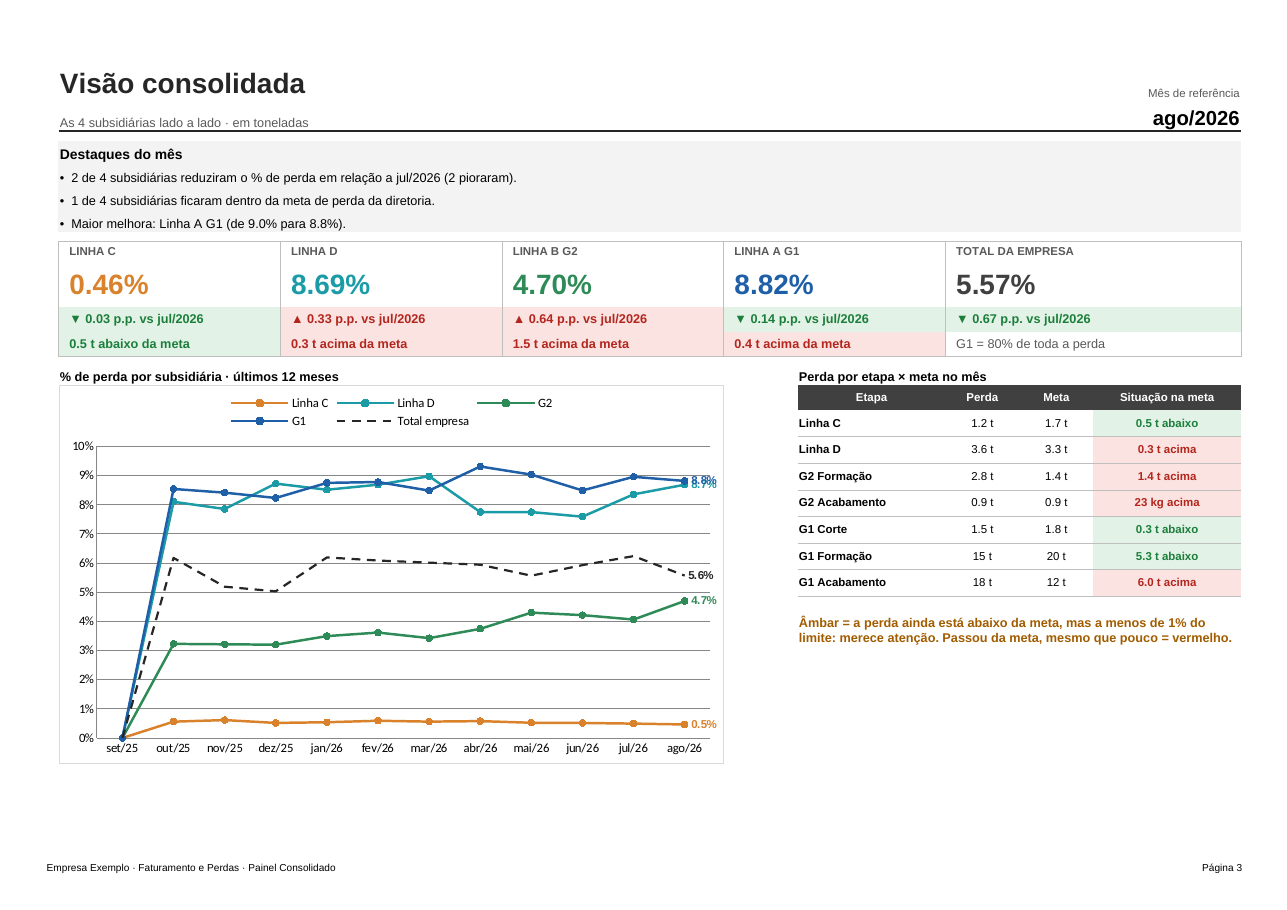 Visão consolidada
Mês de referência
As 4 subsidiárias lado a lado · em toneladas
ago/2026
Destaques do mês
• 2 de 4 subsidiárias reduziram o % de perda em relação a jul/2026 (2 pioraram).
• 1 de 4 subsidiárias ficaram dentro da meta de perda da diretoria.
• Maior melhora: Linha A G1 (de 9.0% para 8.8%).
LINHA C LINHA D LINHA B G2 LINHA A G1 TOTAL DA EMPRESA
0.46% 8.69% 4.70% 8.82% 5.57%
▼ 0.03 p.p. vs jul/2026 ▲ 0.33 p.p. vs jul/2026 ▲ 0.64 p.p. vs jul/2026 ▼ 0.14 p.p. vs jul/2026 ▼ 0.67 p.p. vs jul/2026
0.5 t abaixo da meta 0.3 t acima da meta 1.5 t acima da meta 0.4 t acima da meta G1 = 80% de toda a perda
% de perda por subsidiária · últimos 12 meses
Linha C Linha D G2
G1 Total empresa
10%
9%
8%
7%
6%
5%
4%
3%
2%
1%
0%
8.8%
8.7%
5.6%
4.7%
0.5%
set/25 out/25 nov/25 dez/25 jan/26 fev/26 mar/26 abr/26 mai/26 jun/26 jul/26 ago/26
Perda por etapa × meta no mês
Etapa Perda Meta Situação na meta
Linha C 1.2 t 1.7 t 0.5 t abaixo
Linha D 3.6 t 3.3 t 0.3 t acima
G2 Formação 2.8 t 1.4 t 1.4 t acima
G2 Acabamento 0.9 t 0.9 t 23 kg acima
G1 Corte 1.5 t 1.8 t 0.3 t abaixo
G1 Formação 15 t 20 t 5.3 t abaixo
G1 Acabamento 18 t 12 t 6.0 t acima
Âmbar = a perda ainda está abaixo da meta, mas a menos de 1% do
limite: merece atenção. Passou da meta, mesmo que pouco = vermelho.
Empresa Exemplo · Faturamento e Perdas · Painel Consolidado
Página 3